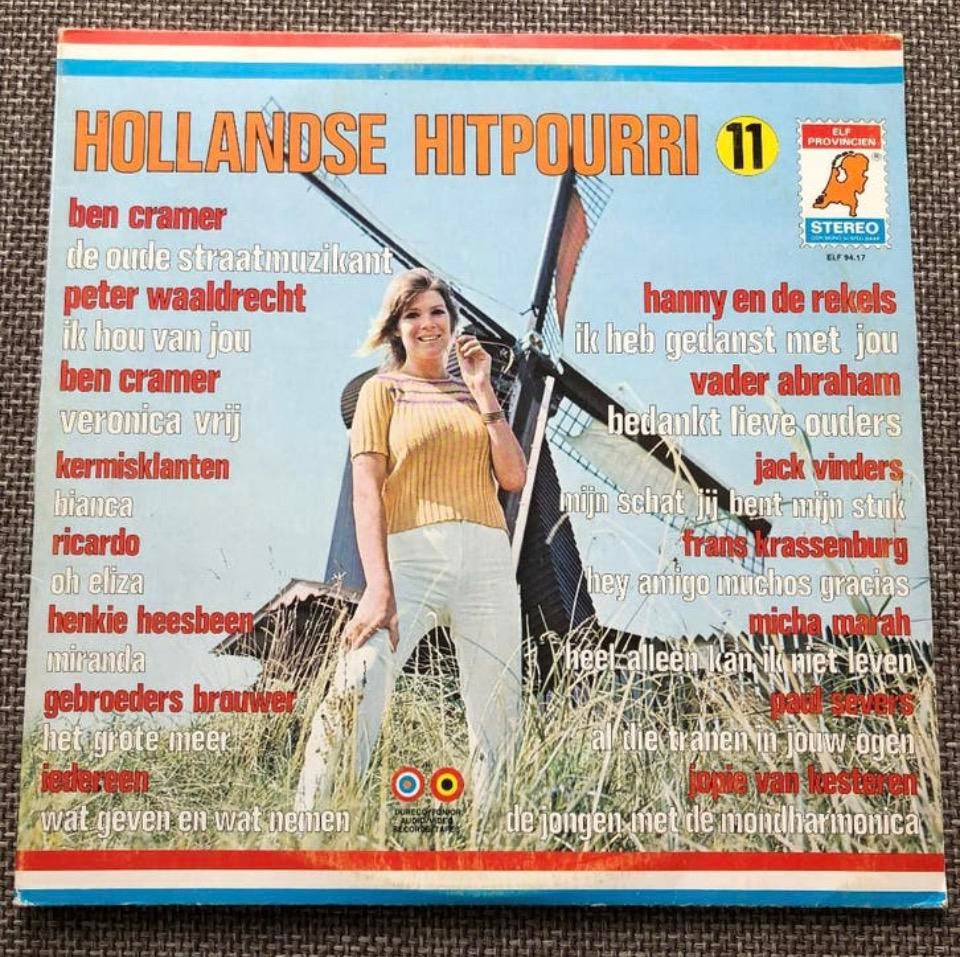 HOLLANDSE HITPOURRI 11
ELF PROVINCIEN
®
STEREO
ELF 94.17
ben cramer
de oude straatmuzikant
peter waaldrecht
ik hou van jou
ben cramer
veronica vrij
kermisklanten
bianca
ricardo
oh eliza
henkie heesbeen
miranda
gebroeders brouwer
het grote meer
iedereen
wat geven en wat nemen
hanny en de rekels
ik heb gedanst met jou
vader abraham
bedankt lieve ouders
jack vinders
mijn schat jij bent mijn stuk
frans krassenburg
hey amigo muchos gracias
micha marah
heel alleen kan ik niet leven
paul severs
al die tranen in jouw ogen
jopie van kesteren
de jongen met de mondharmonica
AUDIO/VIDEO